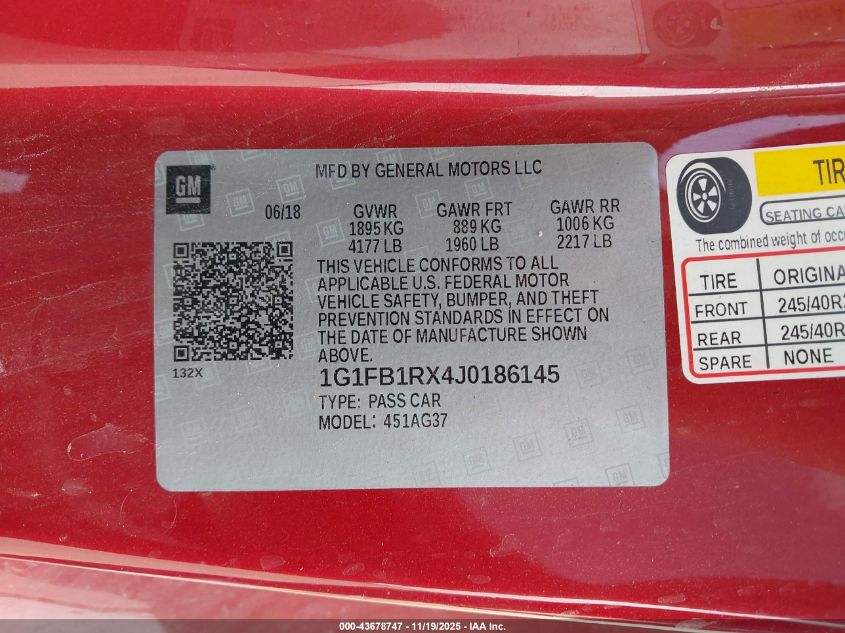 GM
MFD BY GENERAL MOTORS LLC
06/18
GVWR GAWR FRT GAWR RR
1895 KG 889 KG 1006 KG
4177 LB 1960 LB 2217 LB
THIS VEHICLE CONFORMS TO ALL
APPLICABLE U.S. FEDERAL MOTOR
VEHICLE SAFETY, BUMPER, AND THEFT
PREVENTION STANDARDS IN EFFECT ON
THE DATE OF MANUFACTURE SHOWN
ABOVE.
132X
1G1FB1RX4J0186145
TYPE: PASS CAR
MODEL: 451AG37
TIR
SEATING CA
The combined weight of occ
TIRE ORIGINA
FRONT 245/40R
REAR 245/40R
SPARE NONE
000-43678747 - 11/19/2025 - IAA Inc.